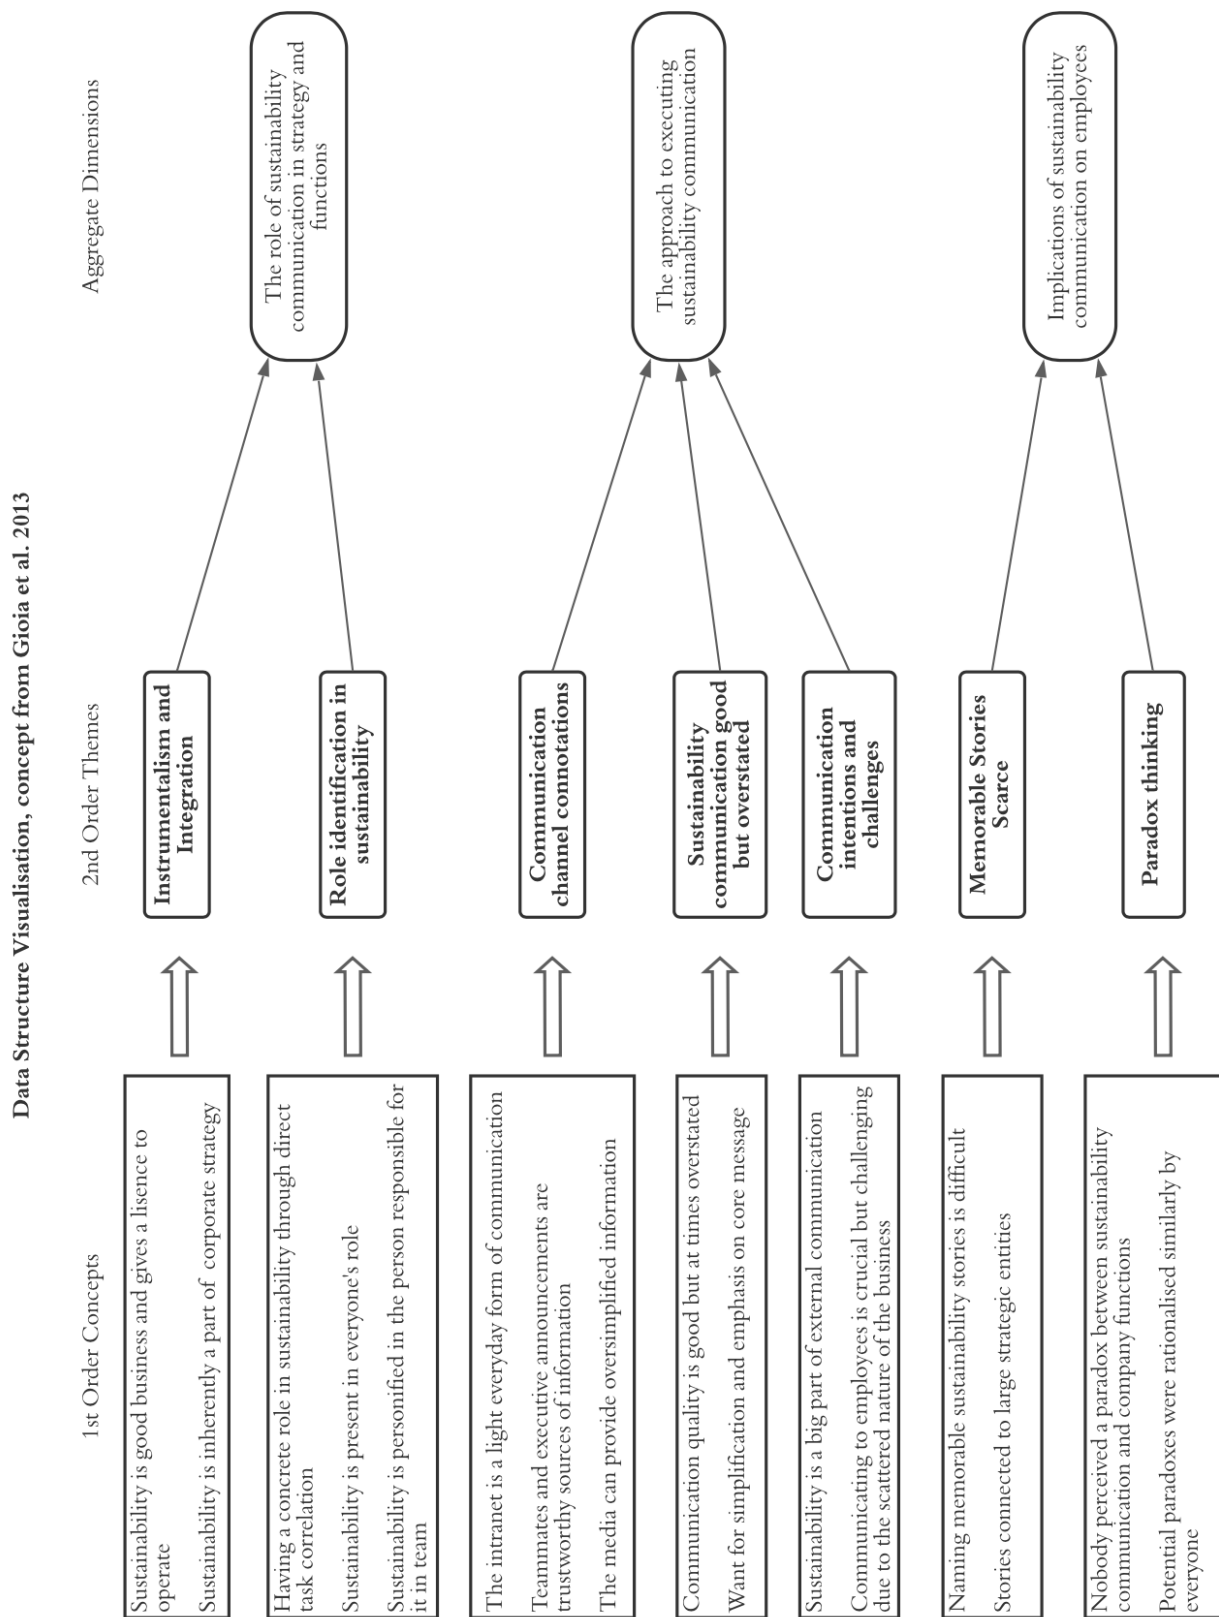 Data Structure Visualisation, concept from Gioia et al. 2013
1st Order Concepts
2nd Order Themes
Aggregate Dimensions
Sustainability is good business and gives a lisence to
operate
Sustainability is inherently a part of corporate strategy
Instrumentalism and
Integration
Having a concrete role in sustainability through direct
task correlation
Sustainability is present in everyone's role
Sustainability is personified in the person responsible for
it in team
Role identification in
sustainability
The role of sustainability
communication in strategy and
functions
The intranet is a light everyday form of communication
Teammates and executive announcements are
trustworthy sources of information
The media can provide oversimplified information
Communication
channel connotations
Communication quality is good but at times overstated
Want for simplification and emphasis on core message
Sustainability
communication good
but overstated
Sustainability is a big part of external communication
Communicating to employees is crucial but challenging
due to the scattered nature of the business
Communication
intentions and
challenges
The approach to executing
sustainability communication
Naming memorable sustainability stories is difficult
Stories connected to large strategic entities
Memorable Stories
Scarce
Nobody perceived a paradox between sustainability
communication and company functions
Potential paradoxes were rationalised similarly by
everyone
Paradox thinking
Implications of sustainability
communication on employees